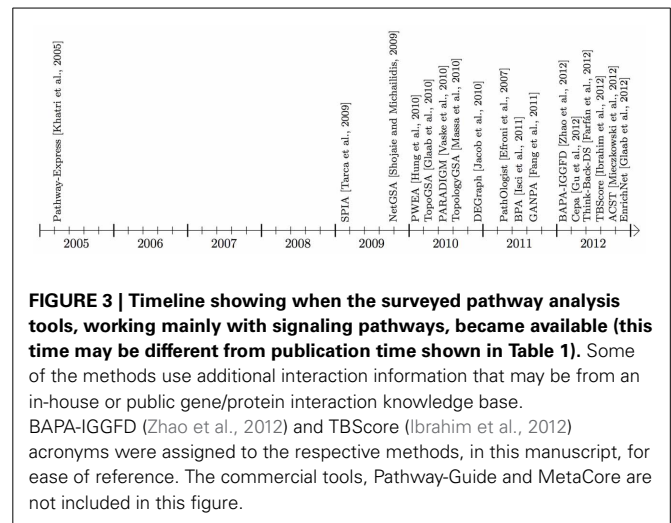 Pathway-Express [Khatri et al., 2005]
SPIA [Tarca et al., 2009]
NetGSA [Shojaie and Michailidis, 2009]
PWEA [Hung et al., 2010]
TopoGSA [Glaab et al., 2010]
PARADIGM [Vaske et al., 2010]
TopologyGSA [Massa et al., 2010]
DEGraph [Jacob et al., 2010]
PathOlogist [Efroni et al., 2007]
BPA [Isci et al., 2011]
GANPA [Fang et al., 2011]
BAPA-IGGFD [Zhao et al., 2012]
Cepa [Gu et al., 2012]
Think-Back-DS [Farfán et al., 2012]
TBScore [Ibrahim et al., 2012]
ACST [Mieczkowski et al., 2012]
EnrichNet [Glaab et al., 2012]
2005 2006 2007 2008 2009 2010 2011 2012
FIGURE 3 | Timeline showing when the surveyed pathway analysis
tools, working mainly with signaling pathways, became available (this
time may be different from publication time shown in Table 1). Some
of the methods use additional interaction information that may be from an
in-house or public gene/protein interaction knowledge base.
BAPA-IGGFD (Zhao et al., 2012) and TBScore (Ibrahim et al., 2012)
acronyms were assigned to the respective methods, in this manuscript, for
ease of reference. The commercial tools, Pathway-Guide and MetaCore are
not included in this figure.